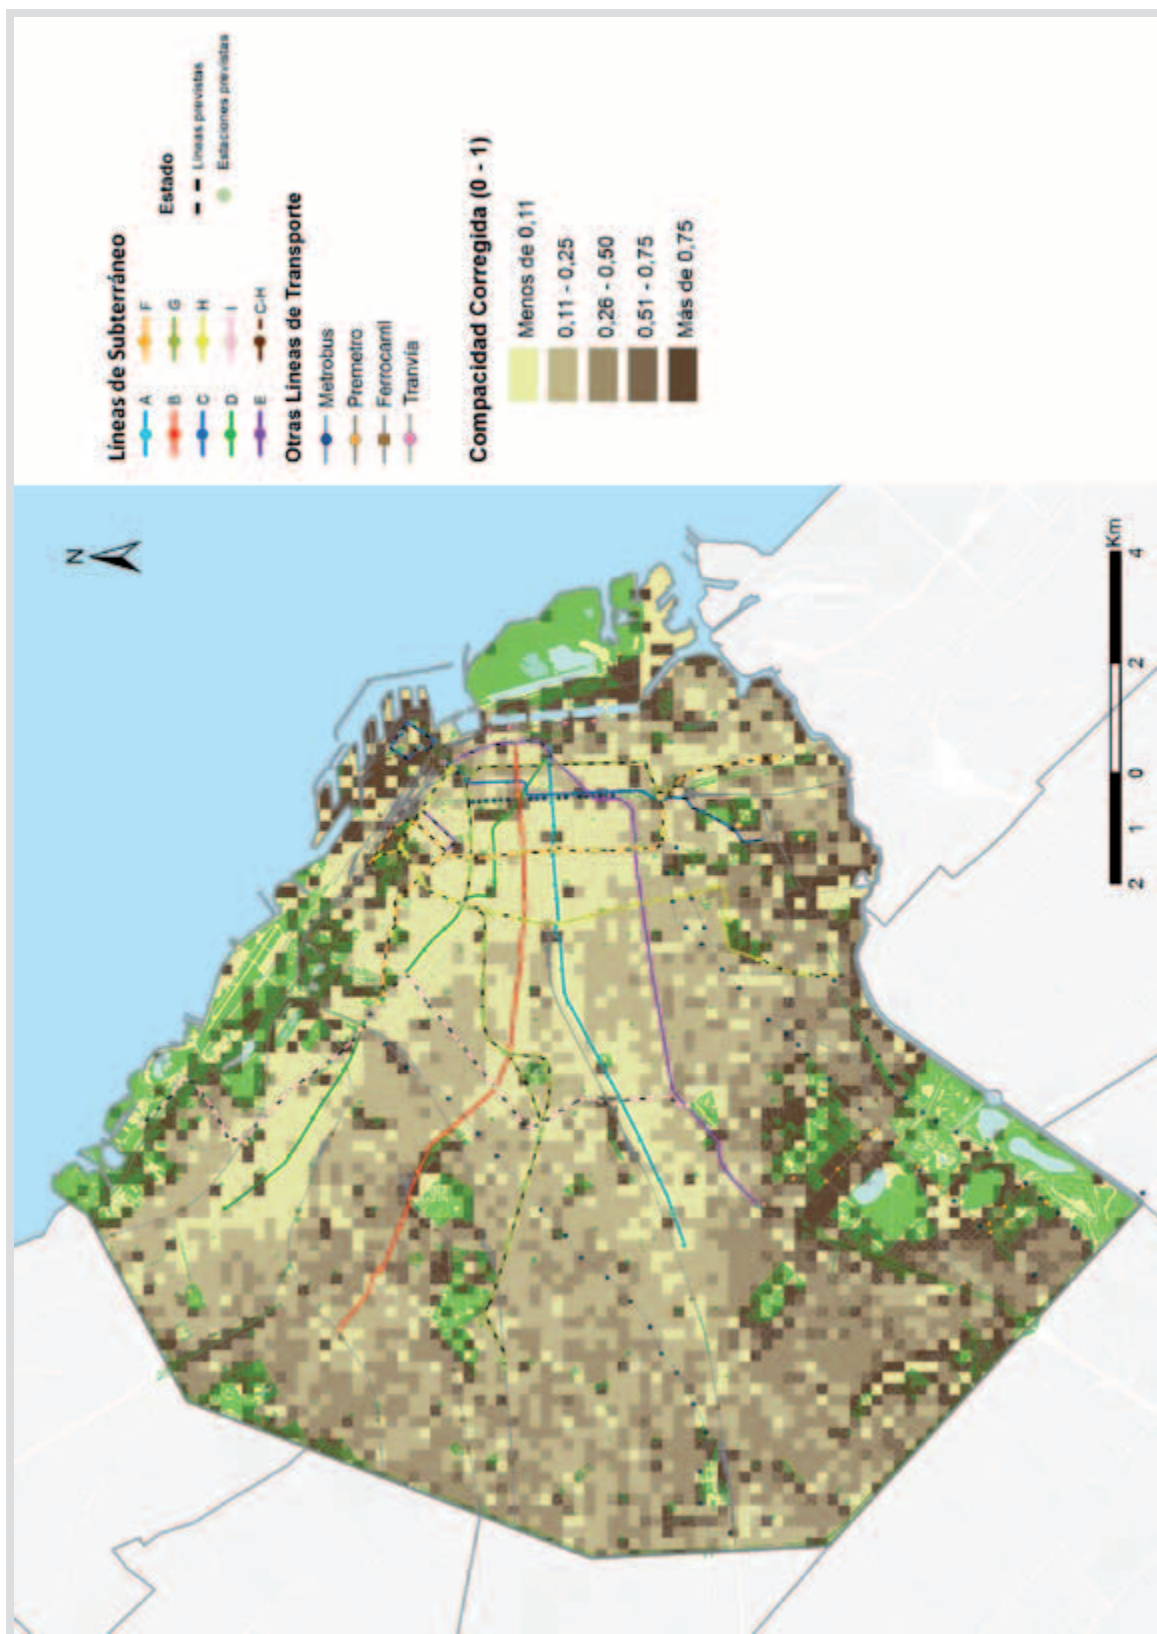 N
Líneas de Subterráneo
A
B
C
D
E
F
G
H
I
C-H
Estado
Líneas previstas
Estaciones previstas
Otras Líneas de Transporte
Metrobus
Premetro
Ferrocarril
Tranvía
Compacidad Corregida (0 - 1)
Menos de 0,11
0,11 - 0,25
0,26 - 0,50
0,51 - 0,75
Más de 0,75
2 1 0 2 4
Km